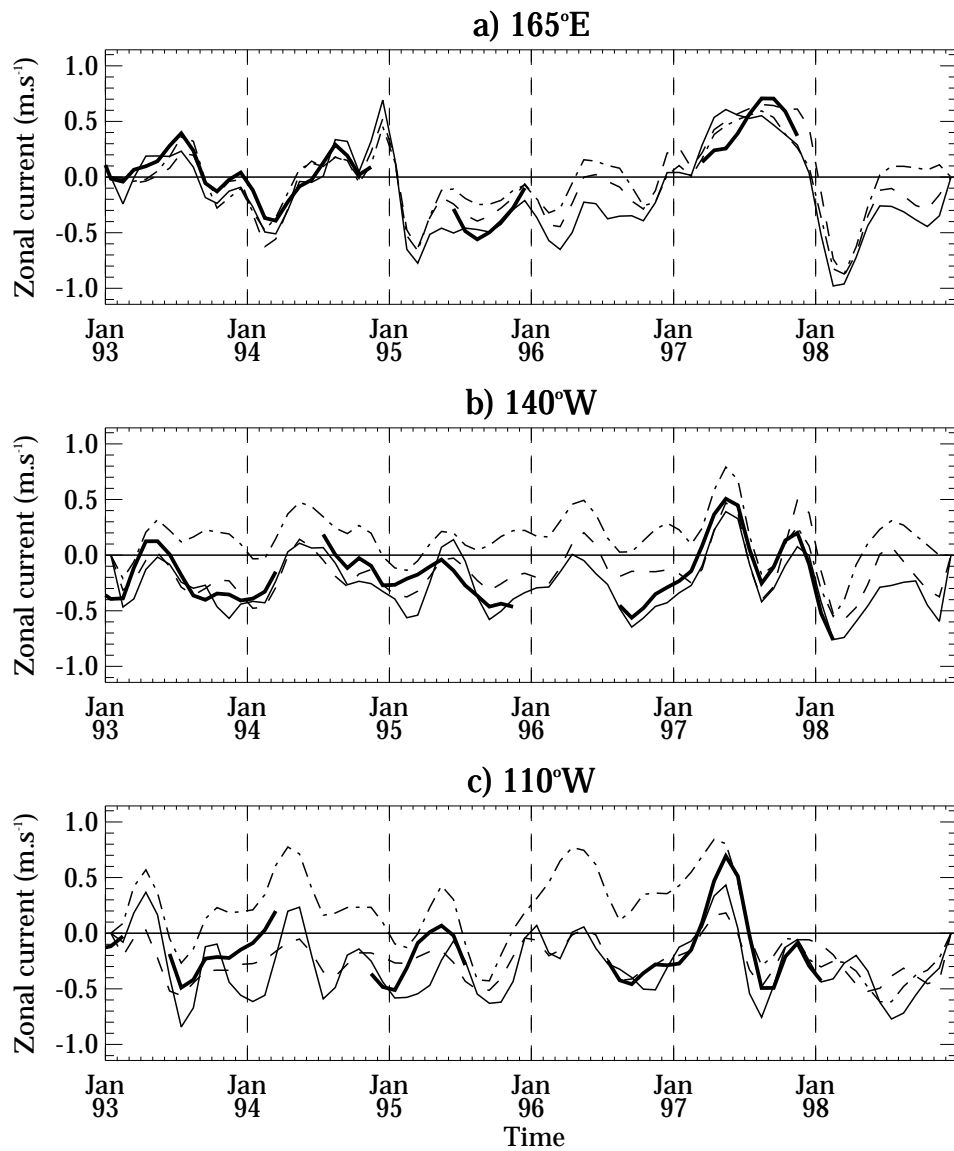 a) 165°E
Zonal current (m.s⁻¹)
1.0
0.5
0.0
-0.5
-1.0
Jan Jan Jan Jan Jan Jan
93 94 95 96 97 98
b) 140°W
Zonal current (m.s⁻¹)
1.0
0.5
0.0
-0.5
-1.0
Jan Jan Jan Jan Jan Jan
93 94 95 96 97 98
c) 110°W
Zonal current (m.s⁻¹)
1.0
0.5
0.0
-0.5
-1.0
Jan Jan Jan Jan Jan Jan
93 94 95 96 97 98
Time